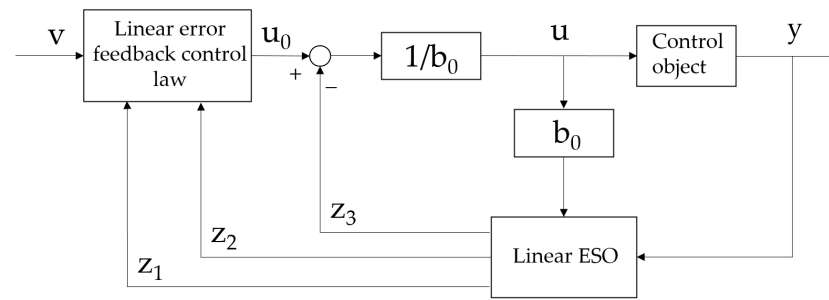 v
Linear error
feedback control
law
u₀
+
−
1/b₀
u
Control
object
y
b₀
z₃
z₂
z₁
Linear ESO